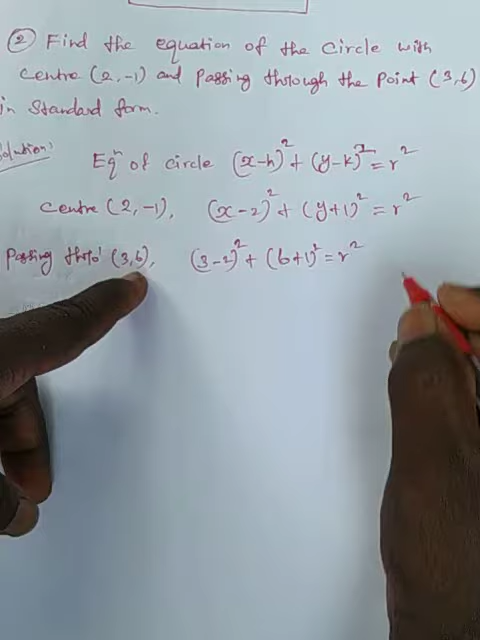 ② Find the equation of the Circle with
Centre (2,-1) and Passing through the Point (3,6)
in Standard form.
Solution:
Eqⁿ of circle (x-h)² + (y-k)² = r²
Centre (2,-1), (x-2)² + (y+1)² = r²
Passing thro' (3,6), (3-2)² + (6+1)² = r²